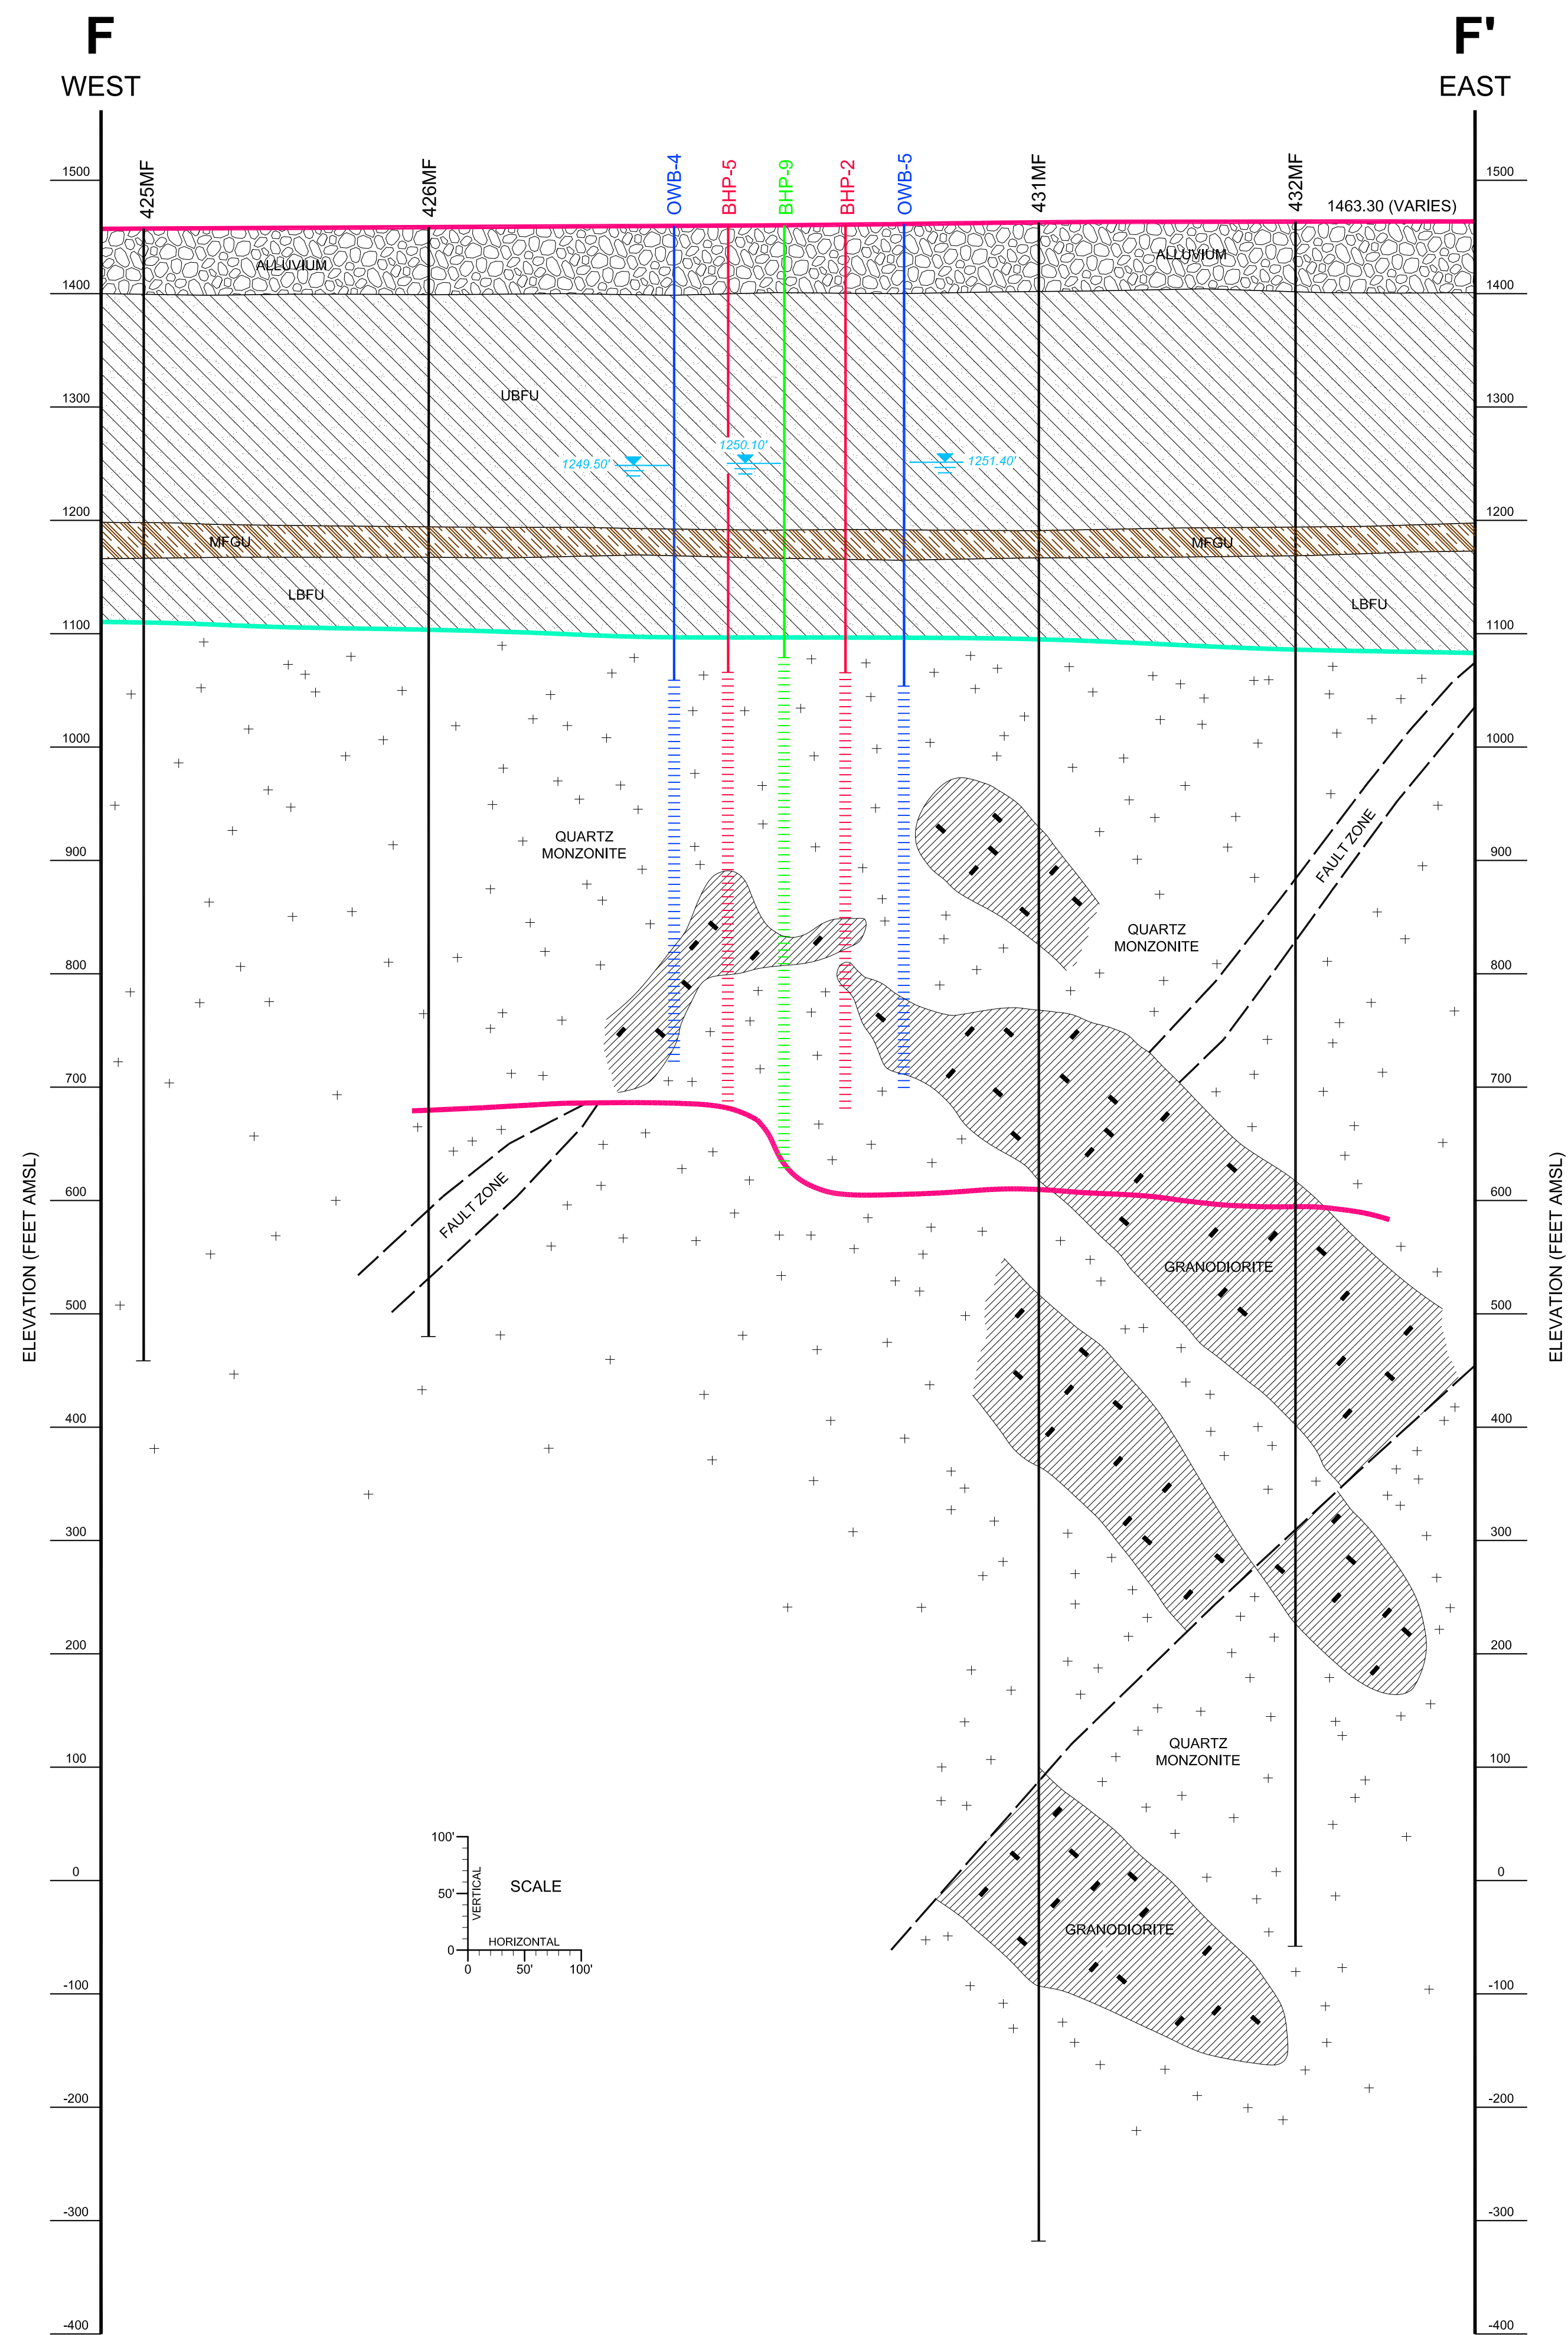 F
F'
WEST
EAST
425MF
426MF
OWB-4
BHP-5
BHP-9
BHP-2
OWB-5
431MF
432MF
1500
1500
1463.30 (VARIES)
ALLUVIUM
ALLUVIUM
1400
1400
1300
1300
UBFU
1249.50'
1250.10'
1251.40'
1200
1200
MFGU
MFGU
LBFU
LBFU
1100
1100
1000
1000
900
900
QUARTZ
MONZONITE
FAULT ZONE
QUARTZ
MONZONITE
800
800
700
700
600
600
FAULT ZONE
ELEVATION (FEET AMSL)
ELEVATION (FEET AMSL)
GRANODIORITE
500
500
400
400
300
300
200
200
QUARTZ
MONZONITE
100
100
100'
50'
0
VERTICAL
SCALE
HORIZONTAL
0
50'
100'
0
0
GRANODIORITE
-100
-100
-200
-200
-300
-300
-400
-400